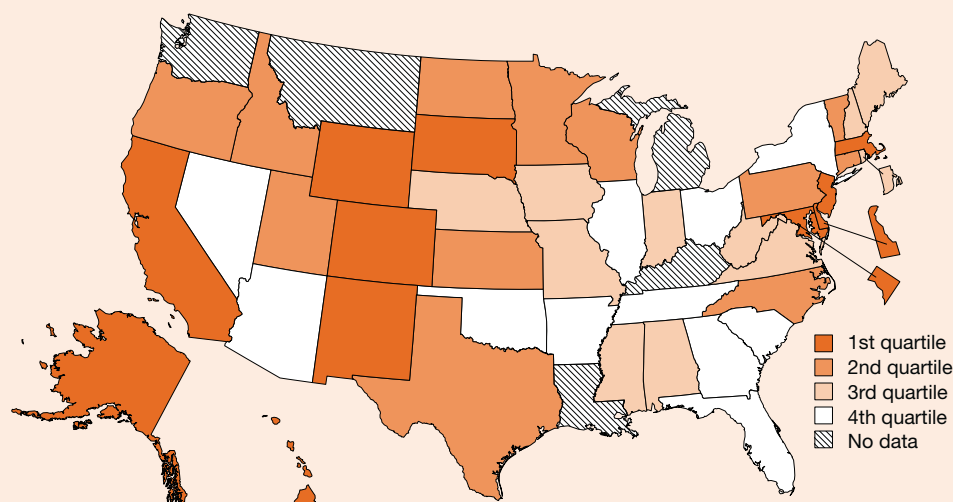 1st quartile
2nd quartile
3rd quartile
4th quartile
No data